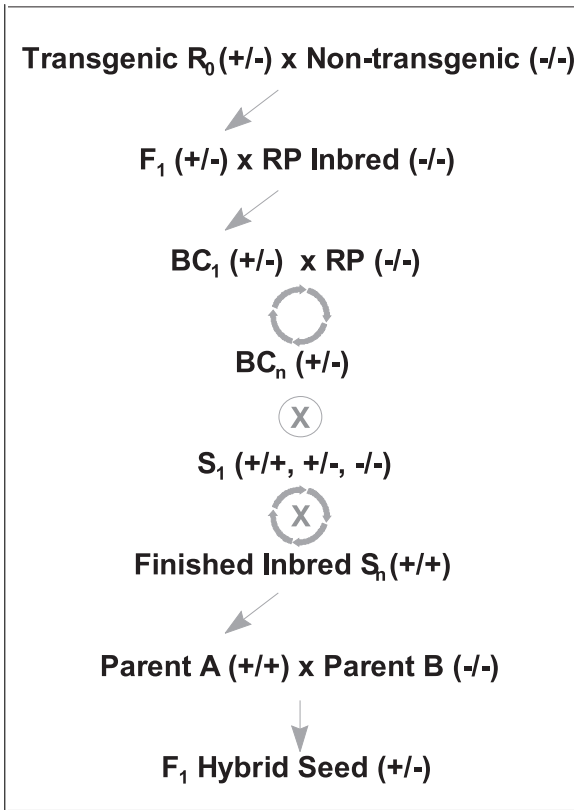 Transgenic R₀ (+/-) x Non-transgenic (-/-)
F₁ (+/-) x RP Inbred (-/-)
BC₁ (+/-) x RP (-/-)
BCₙ (+/-)
X
S₁ (+/+, +/-, -/-)
X
Finished Inbred Sₙ (+/+)
Parent A (+/+) x Parent B (-/-)
F₁ Hybrid Seed (+/-)